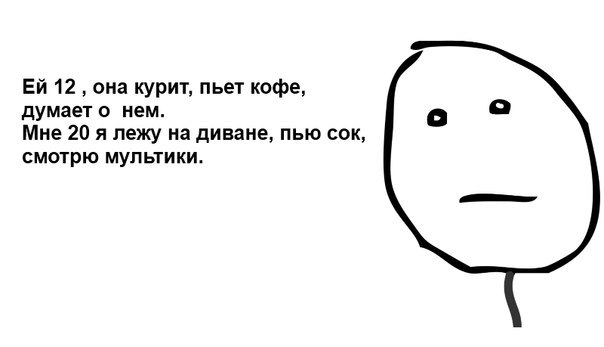 Ей 12 , она курит, пьет кофе,
думает о  нем.
Мне 20 я лежу на диване, пью сок,
смотрю мультики.